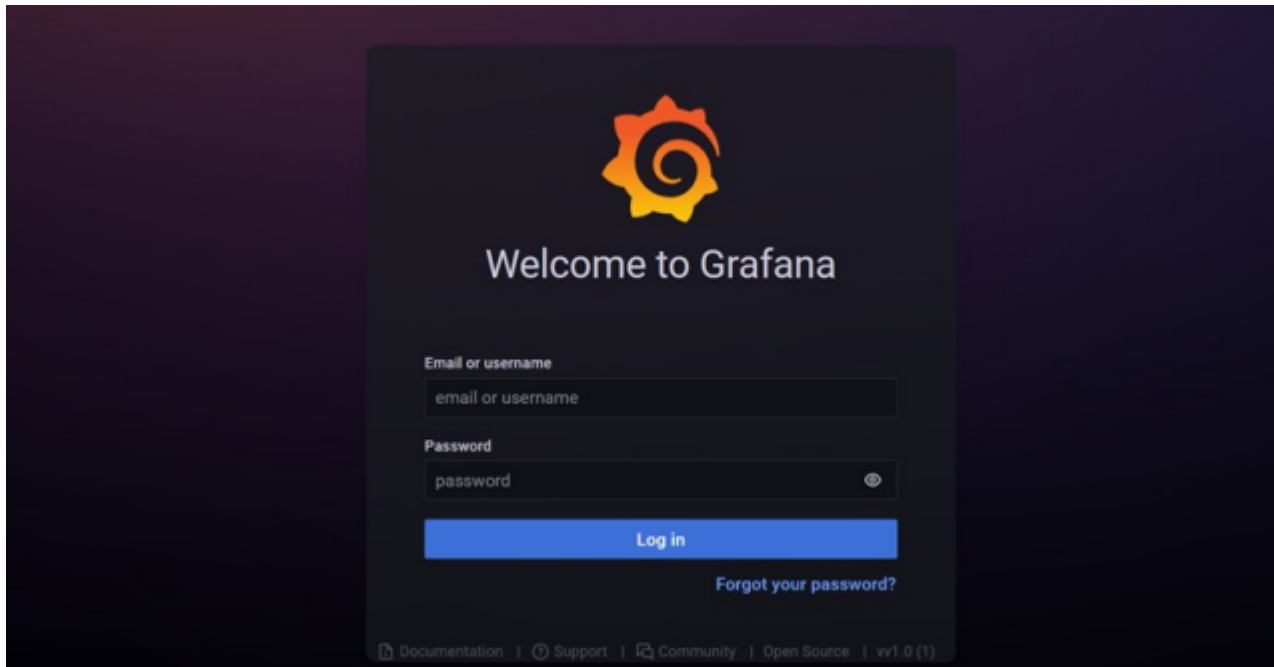 Welcome to Grafana
Email or username
email or username
Password
password
Log in
Forgot your password?
Documentation | Support | Community | Open Source | vv1.0 (1)